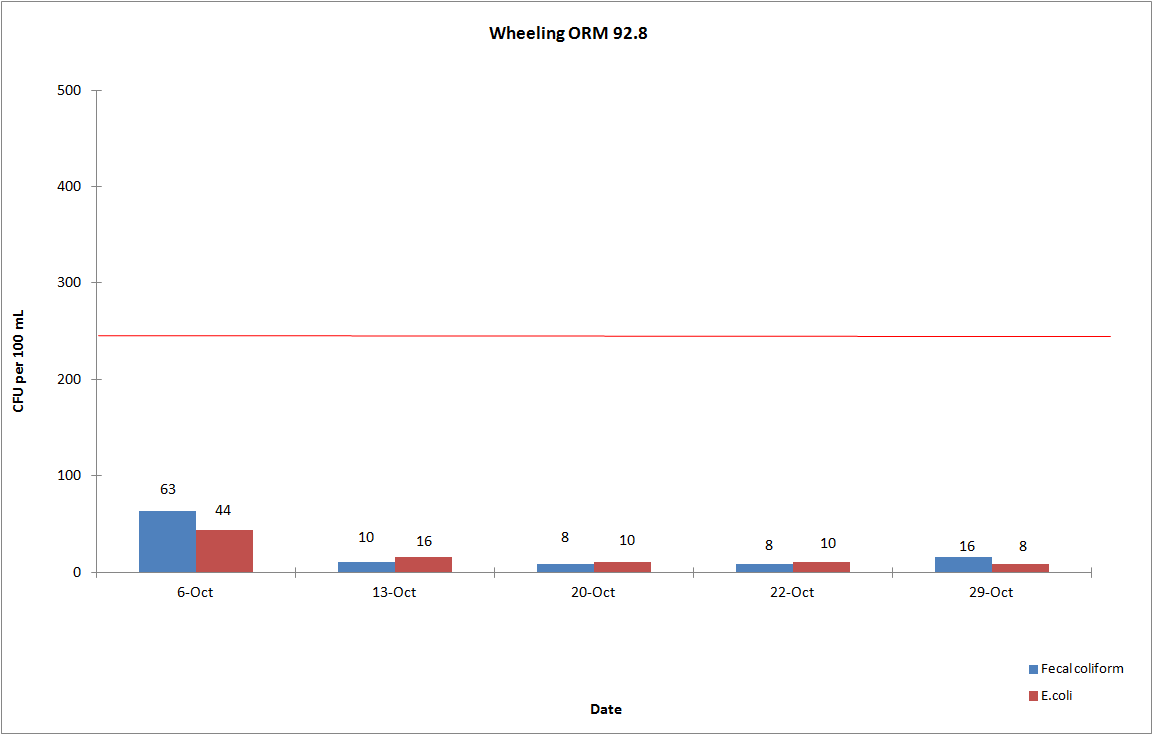 Wheeling ORM 92.8
500
400
300
200
100
0
CFU per 100 mL
63
44
10
16
8
10
8
10
16
8
6-Oct
13-Oct
20-Oct
22-Oct
29-Oct
Fecal coliform
E.coli
Date